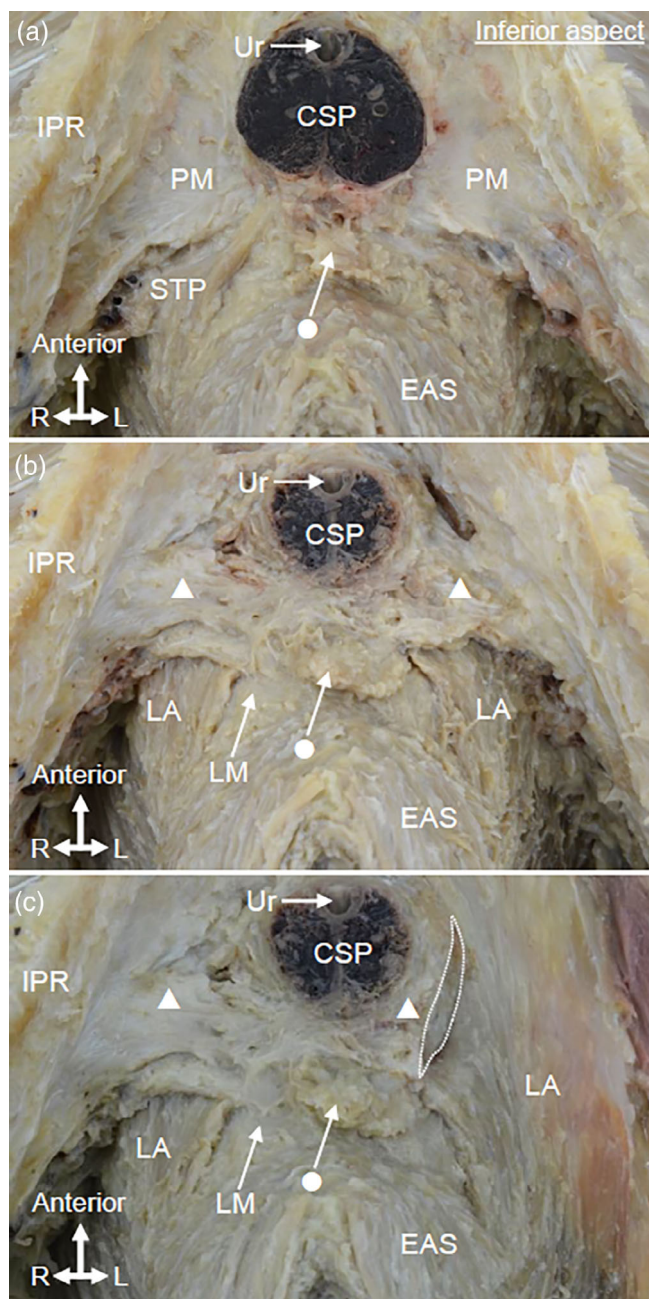 (a)
Ur
Inferior aspect
CSP
IPR
PM
PM
STP
Anterior
R
L
EAS
(b)
Ur
CSP
IPR
LA
LA
LM
Anterior
R
L
EAS
(c)
Ur
CSP
IPR
LA
LA
LM
Anterior
R
L
EAS